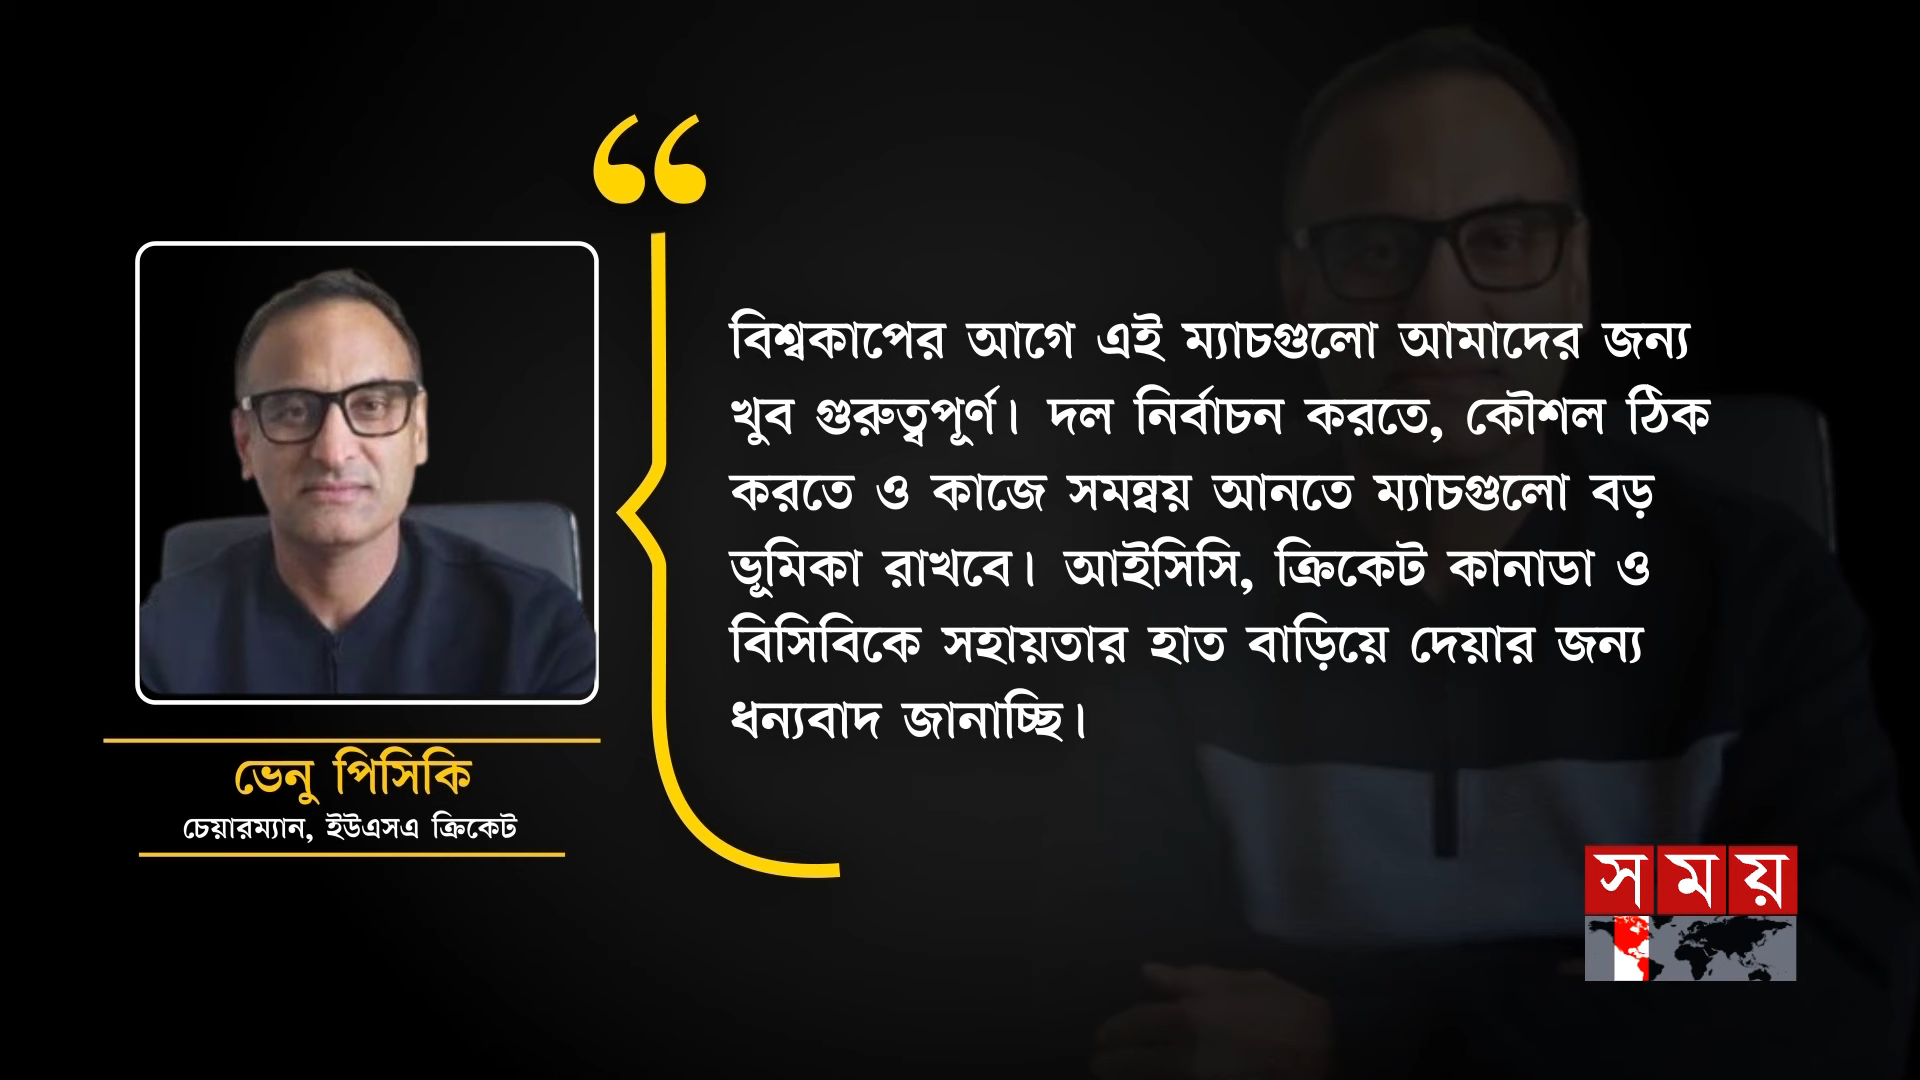 বিশ্বকাপের আগে এই ম্যাচগুলো আমাদের জন্য
খুব গুরুত্বপূর্ণ। দল নির্বাচন করতে, কৌশল ঠিক
করতে ও কাজে সমন্বয় আনতে ম্যাচগুলো বড়
ভূমিকা রাখবে। আইসিসি, ক্রিকেট কানাডা ও
বিসিবিকে সহায়তার হাত বাড়িয়ে দেয়ার জন্য
ধন্যবাদ জানাচ্ছি।
ভেনু পিসিকি
চেয়ারম্যান, ইউএসএ ক্রিকেট
সময়